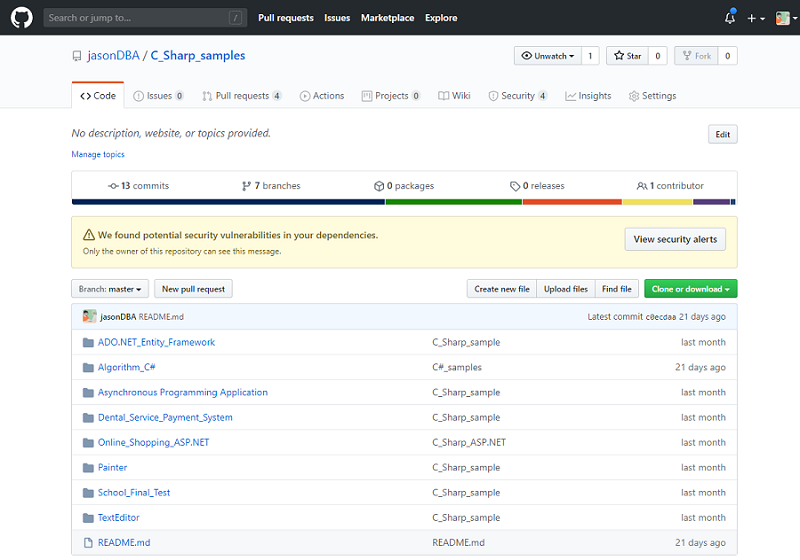 Search or jump to... /
Pull requests Issues Marketplace Explore
jasonDBA / C_Sharp_samples
Unwatch 1 Star 0 Fork 0
Code Issues 0 Pull requests 4 Actions Projects 0 Wiki Security 4 Insights Settings
No description, website, or topics provided. Edit
Manage topics
13 commits 7 branches 0 packages 0 releases 1 contributor
We found potential security vulnerabilities in your dependencies.
Only the owner of this repository can see this message.
View security alerts
Branch: master New pull request Create new file Upload files Find file Clone or download
jasonDBA README.md Latest commit c0ecdaa 21 days ago
ADO.NET_Entity_Framework C_Sharp_sample last month
Algorithm_C# C#_samples 21 days ago
Asynchronous Programming Application C_Sharp_sample last month
Dental_Service_Payment_System C_Sharp_sample last month
Online_Shopping_ASP.NET C_Sharp_ASP.NET last month
Painter C_Sharp_sample last month
School_Final_Test C_Sharp_sample last month
TextEditor C_Sharp_sample last month
README.md README.md 21 days ago